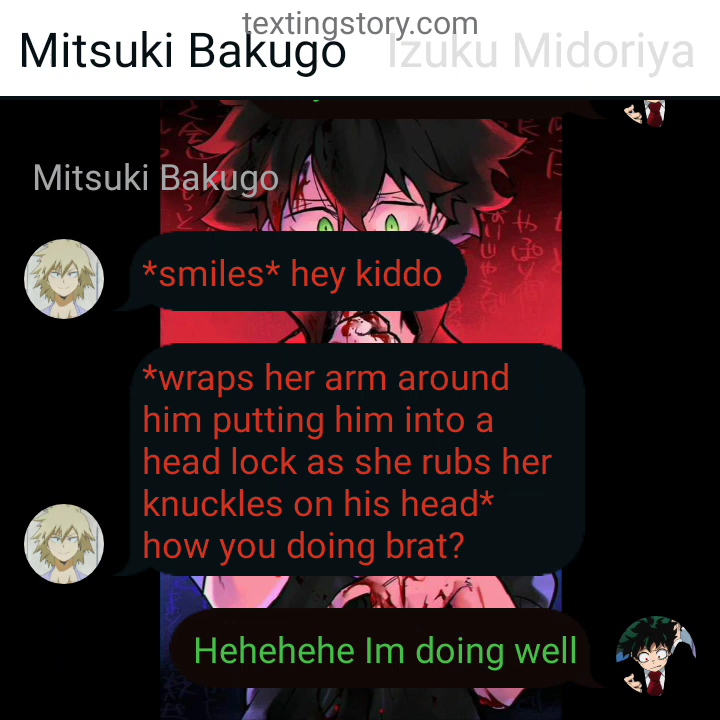 textingstory.com
Mitsuki Bakugo Izuku Midoriya
Mitsuki Bakugo
*smiles* hey kiddo
*wraps her arm around
him putting him into a
head lock as she rubs her
knuckles on his head*
how you doing brat?
Hehehehe Im doing well